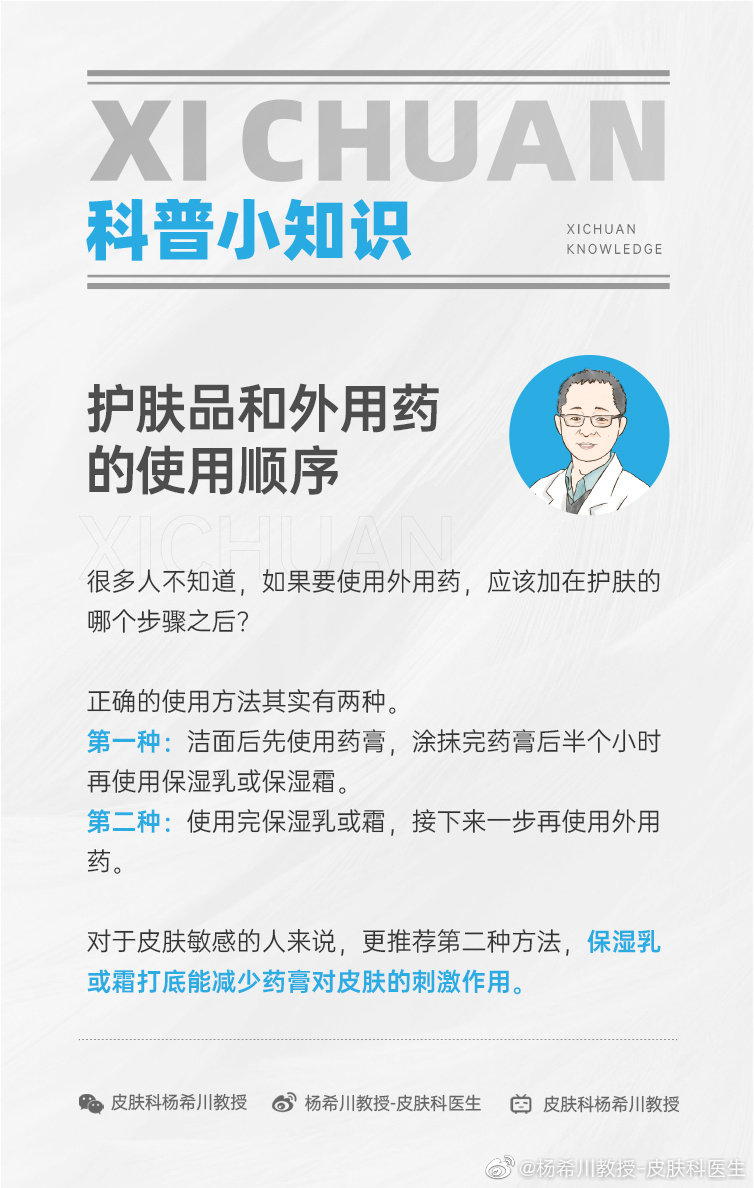 XI CHUAN
科普小知识
XICHUAN
KNOWLEDGE
护肤品和外用药
的使用顺序
XICHUAN
很多人不知道，如果要使用外用药，应该加在护肤的
哪个步骤之后？
正确的使用方法其实有两种。
第一种：洁面后先使用药膏，涂抹完药膏后半个小时
再使用保湿乳或保湿霜。
第二种：使用完保湿乳或霜，接下来一步再使用外用
药。
对于皮肤敏感的人来说，更推荐第二种方法，保湿乳
或霜打底能减少药膏对皮肤的刺激作用。
皮肤科杨希川教授 杨希川教授-皮肤科医生 皮肤科杨希川教授
@杨希川教授-皮肤科医生